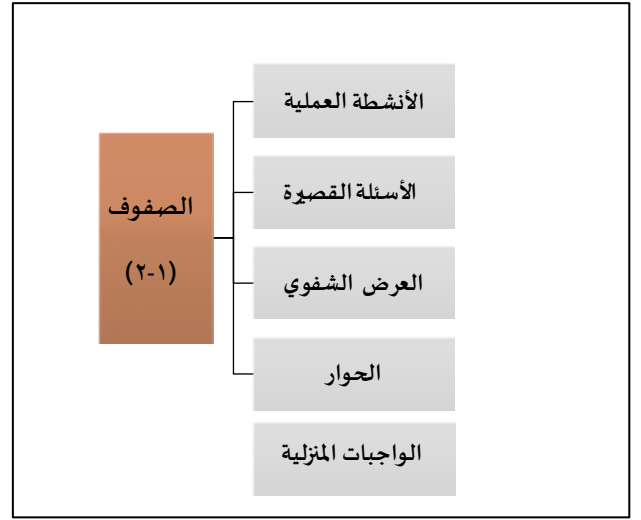 الصفوف
(١-٢)
الأنشطة العملية
الأسئلة القصيرة
العرض الشفوي
الحوار
الواجبات المنزلية